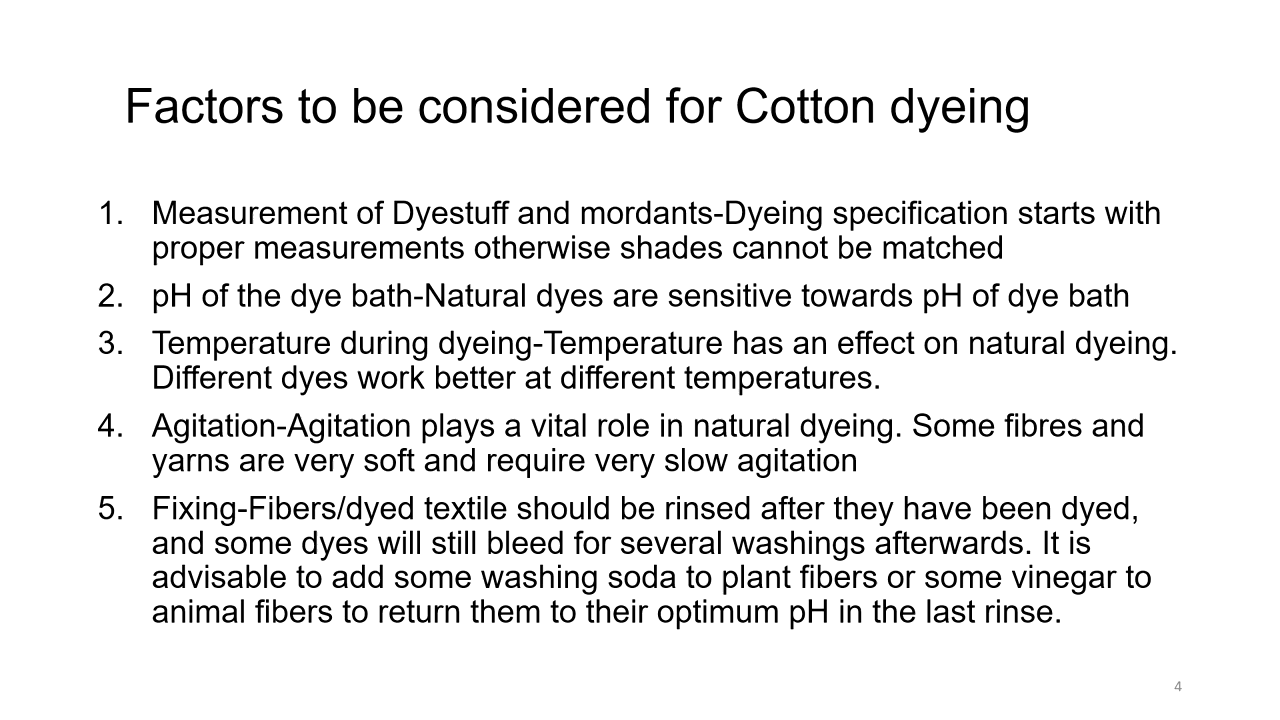 Factors to be considered for Cotton dyeing
1. Measurement of Dyestuff and mordants-Dyeing specification starts with
proper measurements otherwise shades cannot be matched
2. pH of the dye bath-Natural dyes are sensitive towards pH of dye bath
3. Temperature during dyeing-Temperature has an effect on natural dyeing.
Different dyes work better at different temperatures.
4. Agitation-Agitation plays a vital role in natural dyeing. Some fibres and
yarns are very soft and require very slow agitation
5. Fixing-Fibers/dyed textile should be rinsed after they have been dyed,
and some dyes will still bleed for several washings afterwards. It is
advisable to add some washing soda to plant fibers or some vinegar to
animal fibers to return them to their optimum pH in the last rinse.
4